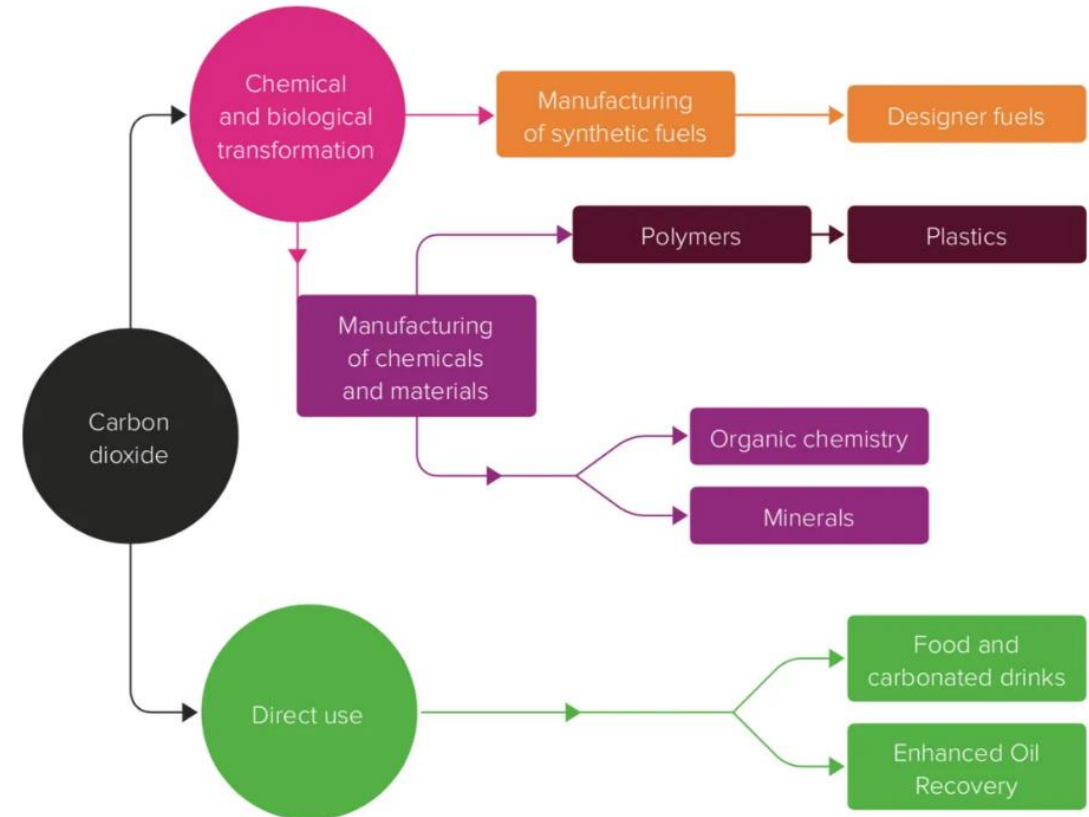 Chemical
and biological
transformation
Manufacturing
of synthetic fuels
Designer fuels
Polymers
Plastics
Manufacturing
of chemicals
and materials
Carbon
dioxide
Organic chemistry
Minerals
Direct use
Food and
carbonated drinks
Enhanced Oil
Recovery